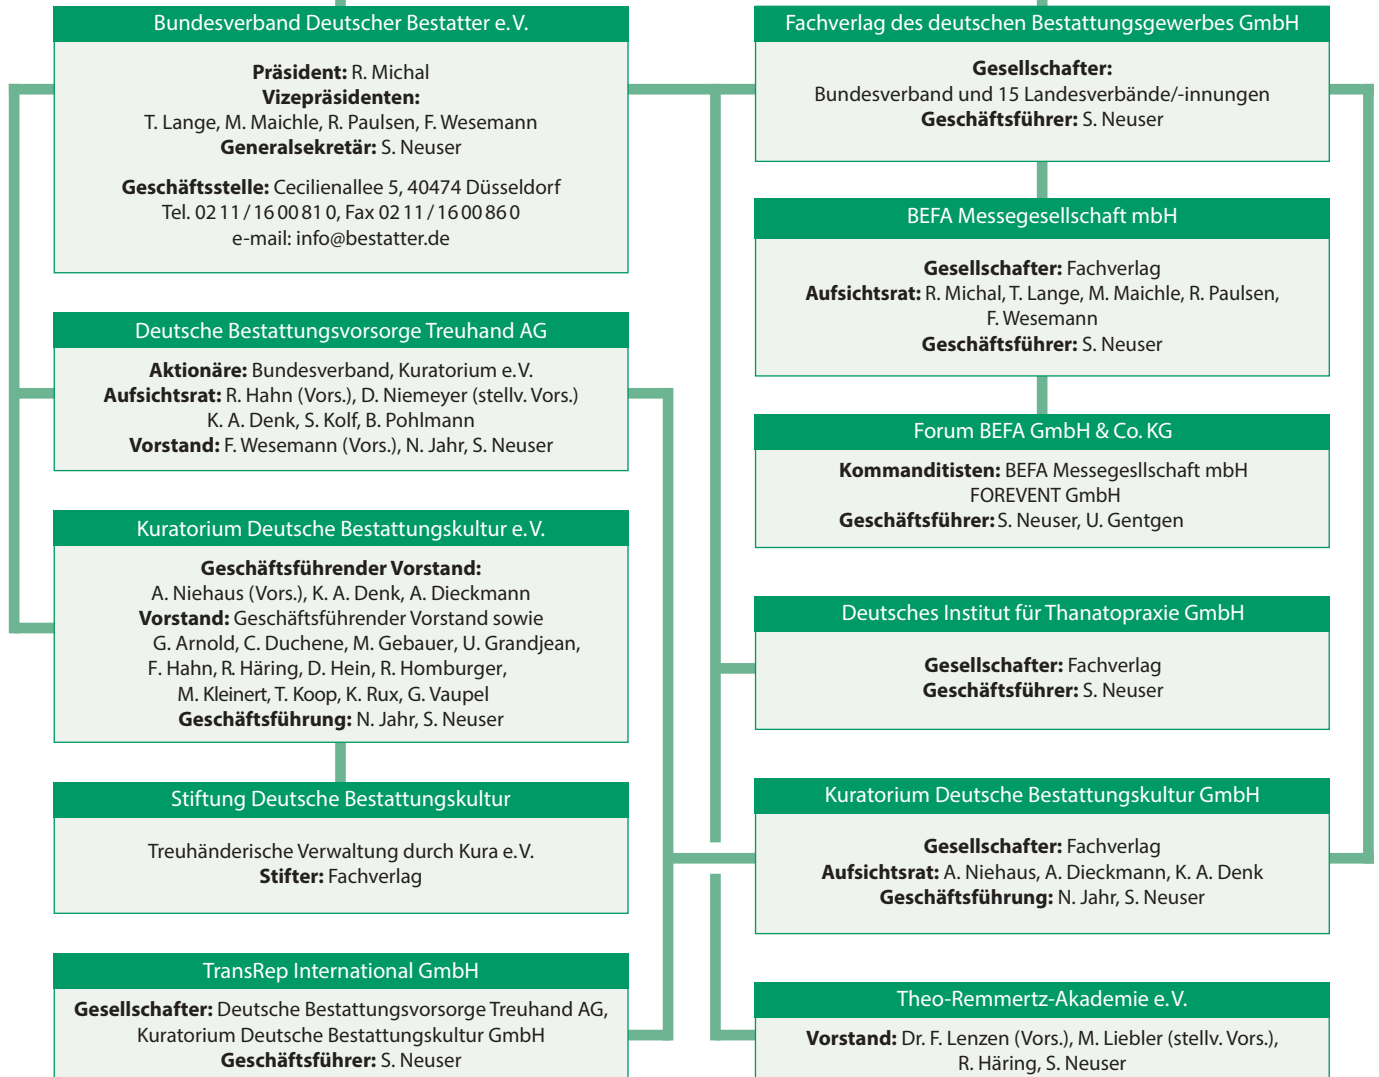 Bundesverband Deutscher Bestatter e.V.
Präsident: R. Michal
Vizepräsidenten:
T. Lange, M. Maichle, R. Paulsen, F. Wesemann
Generalsekretär: S. Neuser
Geschäftsstelle: Cecilienallee 5, 40474 Düsseldorf
Tel. 02 11 / 16 00 81 0, Fax 02 11 / 16 00 86 0
e-mail: info@bestatter.de
Deutsche Bestattungsvorsorge Treuhand AG
Aktionäre: Bundesverband, Kuratorium e.V.
Aufsichtsrat: R. Hahn (Vors.), D. Niemeyer (stellv. Vors.)
K. A. Denk, S. Kolf, B. Pohlmann
Vorstand: F. Wesemann (Vors.), N. Jahr, S. Neuser
Kuratorium Deutsche Bestattungskultur e.V.
Geschäftsführender Vorstand:
A. Niehaus (Vors.), K. A. Denk, A. Dieckmann
Vorstand: Geschäftsführender Vorstand sowie
G. Arnold, C. Duchene, M. Gebauer, U. Grandjean,
F. Hahn, R. Häring, D. Hein, R. Homburger,
M. Kleinert, T. Koop, K. Rux, G. Vaupel
Geschäftsführung: N. Jahr, S. Neuser
Stiftung Deutsche Bestattungskultur
Treuhänderische Verwaltung durch Kura e.V.
Stifter: Fachverlag
TransRep International GmbH
Gesellschafter: Deutsche Bestattungsvorsorge Treuhand AG,
Kuratorium Deutsche Bestattungskultur GmbH
Geschäftsführer: S. Neuser
Fachverlag des deutschen Bestattungsgewerbes GmbH
Gesellschafter:
Bundesverband und 15 Landesverbände/-innungen
Geschäftsführer: S. Neuser
BEFA Messegesellschaft mbH
Gesellschafter: Fachverlag
Aufsichtsrat: R. Michal, T. Lange, M. Maichle, R. Paulsen,
F. Wesemann
Geschäftsführer: S. Neuser
Forum BEFA GmbH & Co. KG
Kommanditisten: BEFA Messegesllschaft mbH
FOREVENT GmbH
Geschäftsführer: S. Neuser, U. Gentgen
Deutsches Institut für Thanatopraxie GmbH
Gesellschafter: Fachverlag
Geschäftsführer: S. Neuser
Kuratorium Deutsche Bestattungskultur GmbH
Gesellschafter: Fachverlag
Aufsichtsrat: A. Niehaus, A. Dieckmann, K. A. Denk
Geschäftsführung: N. Jahr, S. Neuser
Theo-Remmertz-Akademie e.V.
Vorstand: Dr. F. Lenzen (Vors.), M. Liebler (stellv. Vors.),
R. Häring, S. Neuser